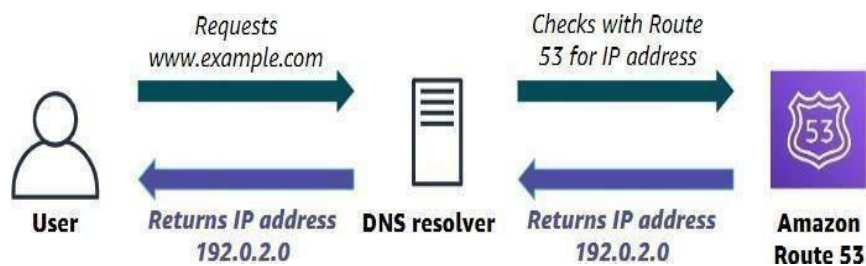 Requests
www.example.com
Checks with Route
53 for IP address
53
User
Returns IP address
192.0.2.0
DNS resolver
Returns IP address
192.0.2.0
Amazon
Route 53